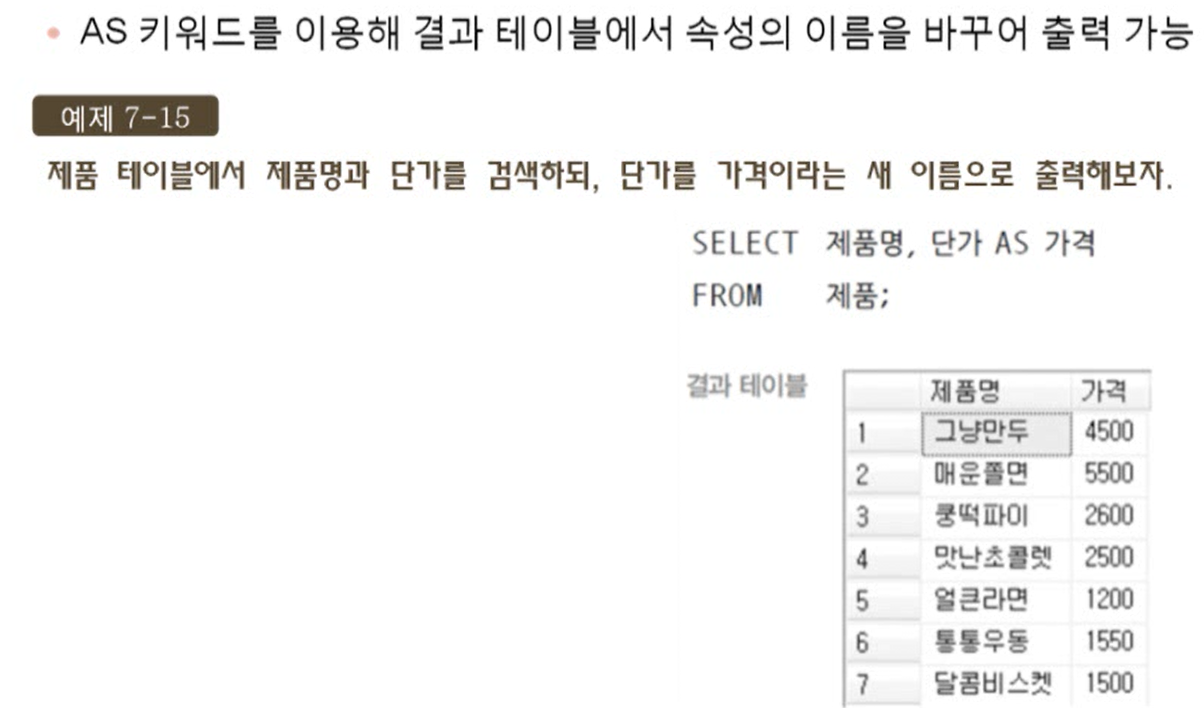 • AS 키워드를 이용해 결과 테이블에서 속성의 이름을 바꾸어 출력 가능
예제 7-15
제품 테이블에서 제품명과 단가를 검색하되, 단가를 가격이라는 새 이름으로 출력해보자.
SELECT 제품명, 단가 AS 가격
FROM 제품;
결과 테이블
제품명 가격
1 그냥만두 4500
2 매운쫄면 5500
3 쿵떡파이 2600
4 맛난초콜렛 2500
5 얼큰라면 1200
6 통통우동 1550
7 달콤비스켓 1500